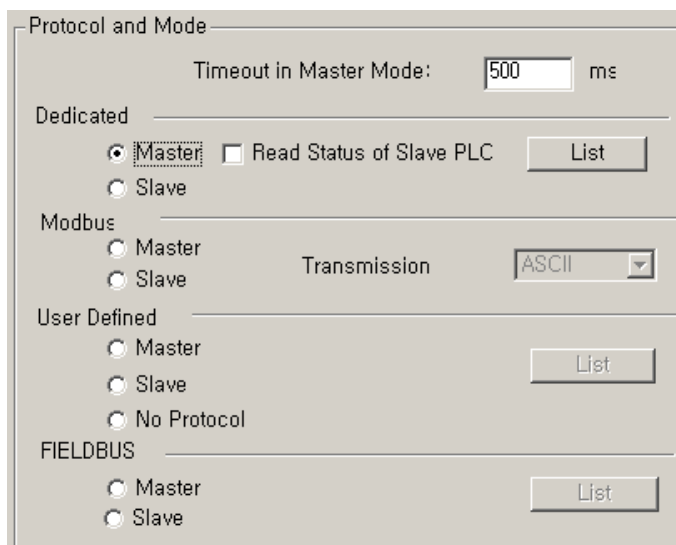 Protocol and Mode
Timeout in Master Mode: 500 ms
Dedicated
Master Read Status of Slave PLC List
Slave
Modbus
Master
Transmission ASCII
Slave
User Defined
Master
List
Slave
No Protocol
FIELDBUS
Master List
Slave